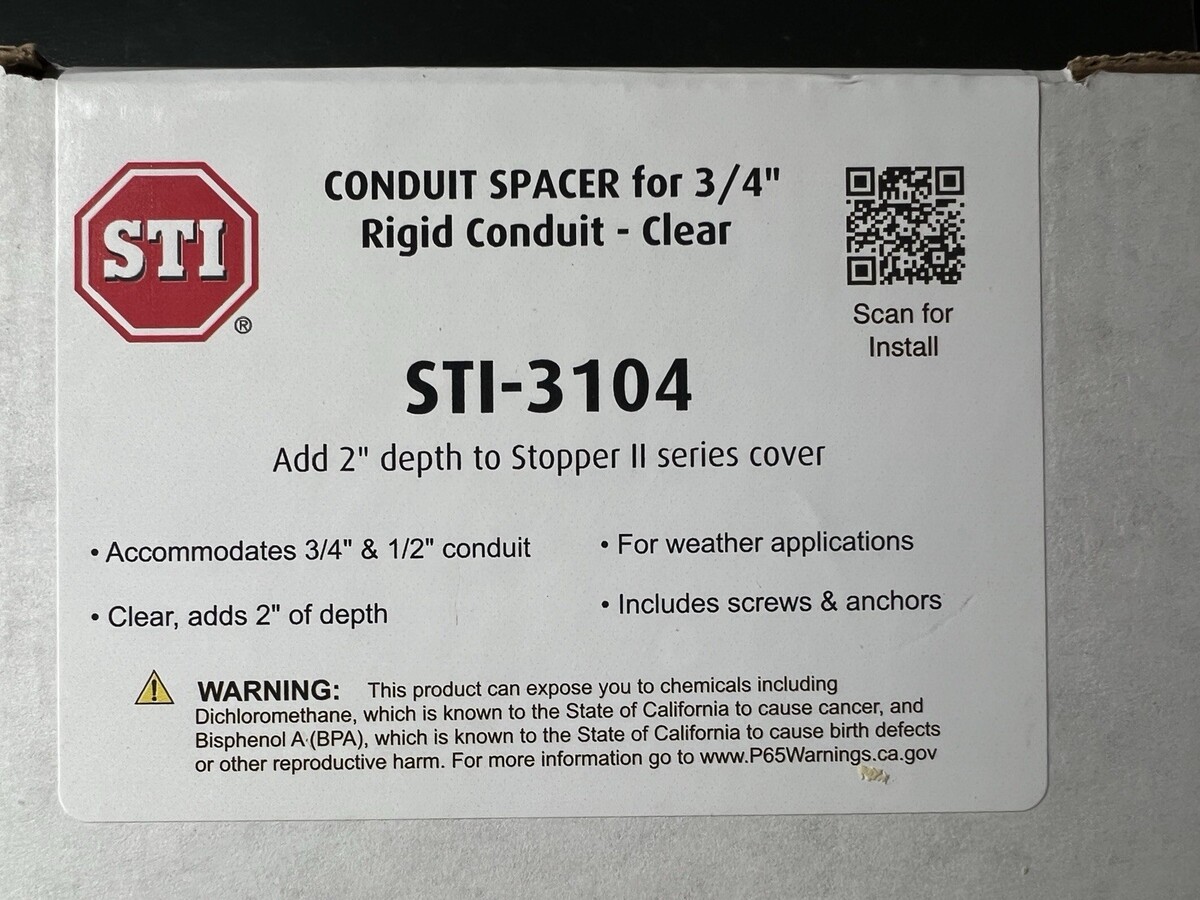 STI
®
CONDUIT SPACER for 3/4"
Rigid Conduit - Clear
Scan for
Install
STI-3104
Add 2" depth to Stopper II series cover
• Accommodates 3/4" & 1/2" conduit
• For weather applications
• Clear, adds 2" of depth
• Includes screws & anchors
WARNING: This product can expose you to chemicals including
Dichloromethane, which is known to the State of California to cause cancer, and
Bisphenol A (BPA), which is known to the State of California to cause birth defects
or other reproductive harm. For more information go to www.P65Warnings.ca.gov